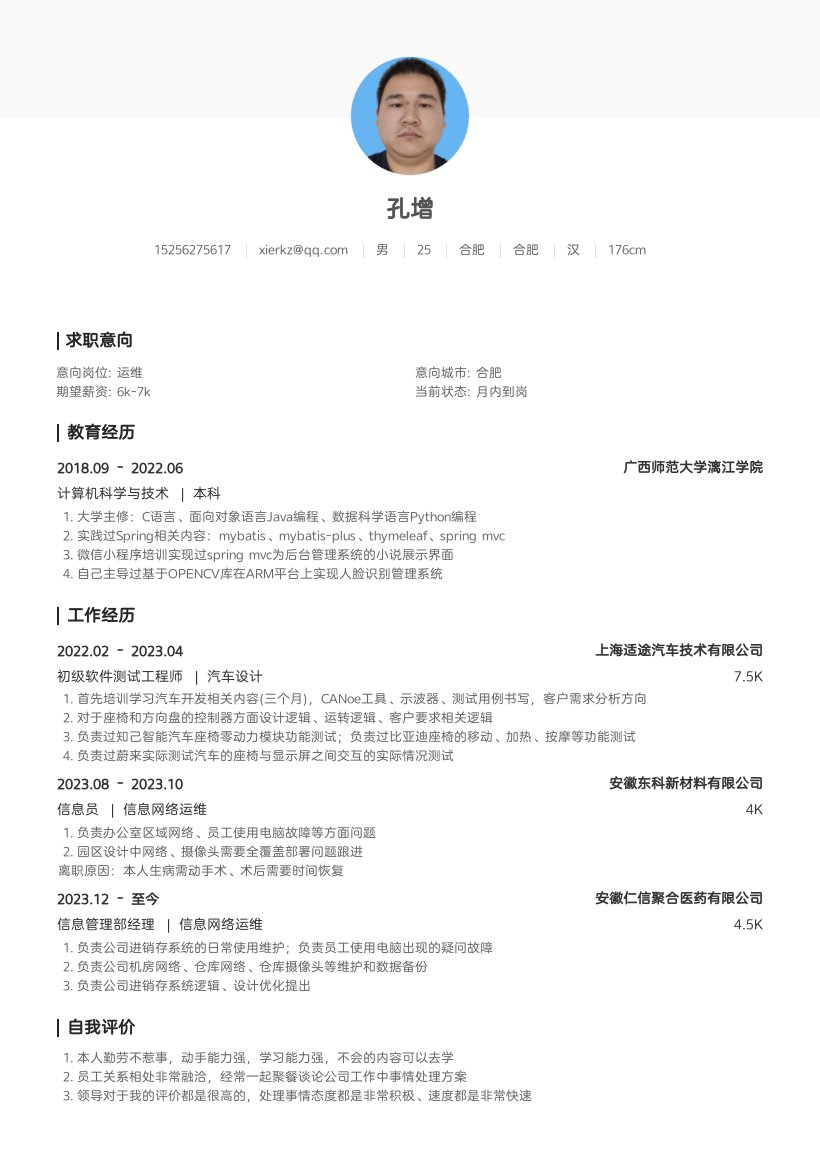 孔增
15256275617 xierkz@qq.com 男 25 合肥 合肥 汉 176cm
求职意向
意向岗位: 运维 意向城市: 合肥
期望薪资: 6k-7k 当前状态: 月内到岗
教育经历
2018.09 - 2022.06 广西师范大学漓江学院
计算机科学与技术 | 本科
1. 大学主修：C语言、面向对象语言Java编程、数据科学语言Python编程
2. 实践过Spring相关内容：mybatis、mybatis-plus、thymeleaf、spring mvc
3. 微信小程序培训实现过spring mvc为后台管理系统的小说展示界面
4. 自己主导过基于OPENCV库在ARM平台上实现人脸识别管理系统
工作经历
2022.02 - 2023.04 上海适途汽车技术有限公司
初级软件测试工程师 | 汽车设计 7.5K
1. 首先培训学习汽车开发相关内容(三个月)，CANoe工具、示波器、测试用例书写，客户需求分析方向
2. 对于座椅和方向盘的控制器方面设计逻辑、运转逻辑、客户要求相关逻辑
3. 负责过知己智能汽车座椅零动力模块功能测试；负责过比亚迪座椅的移动、加热、按摩等功能测试
4. 负责过蔚来实际测试汽车的座椅与显示屏之间交互的实际情况测试
2023.08 - 2023.10 安徽东科新材料有限公司
信息员 | 信息网络运维 4K
1. 负责办公室区域网络、员工使用电脑故障等方面问题
2. 园区设计中网络、摄像头需要全覆盖部署问题跟进
离职原因：本人生病需动手术、术后需要时间恢复
2023.12 - 至今 安徽仁信聚合医药有限公司
信息管理部经理 | 信息网络运维 4.5K
1. 负责公司进销存系统的日常使用维护；负责员工使用电脑出现的疑问故障
2. 负责公司机房网络、仓库网络、仓库摄像头等维护和数据备份
3. 负责公司进销存系统逻辑、设计优化提出
自我评价
1. 本人勤劳不惹事，动手能力强，学习能力强，不会的内容可以去学
2. 员工关系相处非常融洽，经常一起聚餐谈论公司工作中事情处理方案
3. 领导对于我的评价都是很高的，处理事情态度都是非常积极、速度都是非常快速